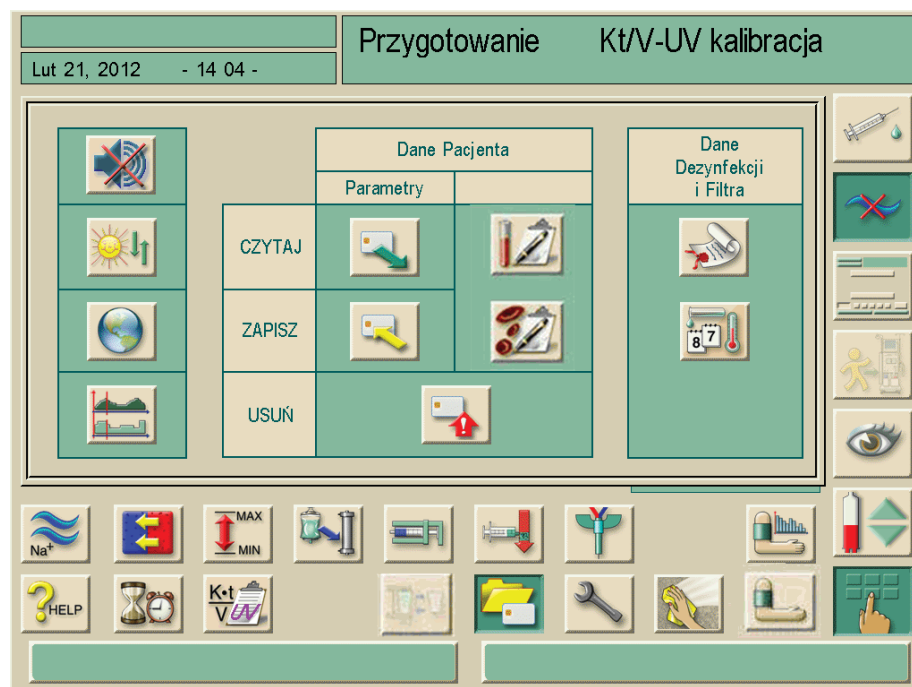 Przygotowanie Kt/V-UV kalibracja
Lut 21, 2012 - 14 04 -
Dane Pacjenta
Dane
Dezynfekcji
i Filtra
Parametry
CZYTAJ
ZAPISZ
8 7
USUŃ
Na+
MAX
MIN
?HELP
K•t
V UV